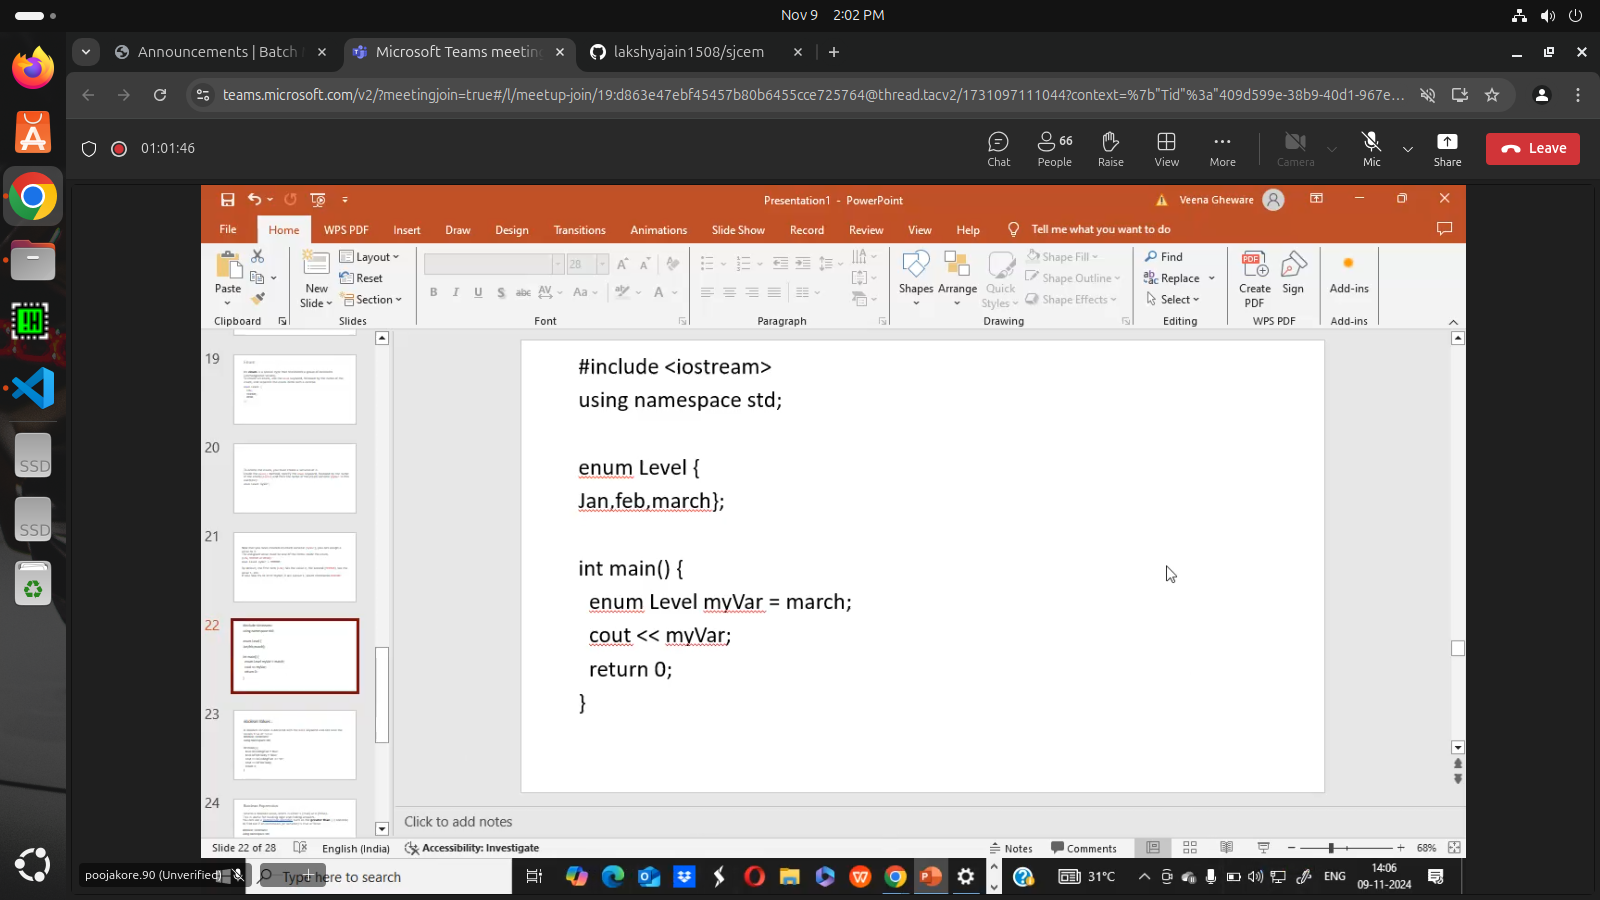 Nov 9 2:02 PM
Announcements | Batch
Microsoft Teams meeting
lakshyajain1508/sjcem
teams.microsoft.com/v2/?meetingjoin=true#/l/meetup-join/19:d863e47ebf45457b80b6455cce725764@thread.tacv2/1731097111044?context=%7b"Tid"%3a"409d599e-38b9-40d1-967e...
01:01:46
Chat
66
People
Raise
View
More
Camera
Mic
Share
Leave
Presentation1 - PowerPoint
Veena Gheware
File Home WPS PDF Insert Draw Design Transitions Animations Slide Show Record Review View Help Tell me what you want to do
Paste
Clipboard
New
Slide
Layout
Reset
Section
Slides
28
B I U S abc AV Aa A
Font
Paragraph
Shapes
Arrange
Quick
Styles
Shape Fill
Shape Outline
Shape Effects
Drawing
Find
Replace
Select
Editing
PDF
Create
PDF
Sign
WPS PDF
Add-ins
Add-ins
19
20
21
22
23
24
#include <iostream>
using namespace std;
enum Level {
Jan,feb,march};
int main() {
enum Level myVar = march;
cout << myVar;
return 0;
}
Click to add notes
Slide 22 of 28 English (India) Accessibility: Investigate Notes Comments 68%
SSD
SSD
poojakore.90 (Unverified)
Type here to search
31°C
ENG
14:06
09-11-2024